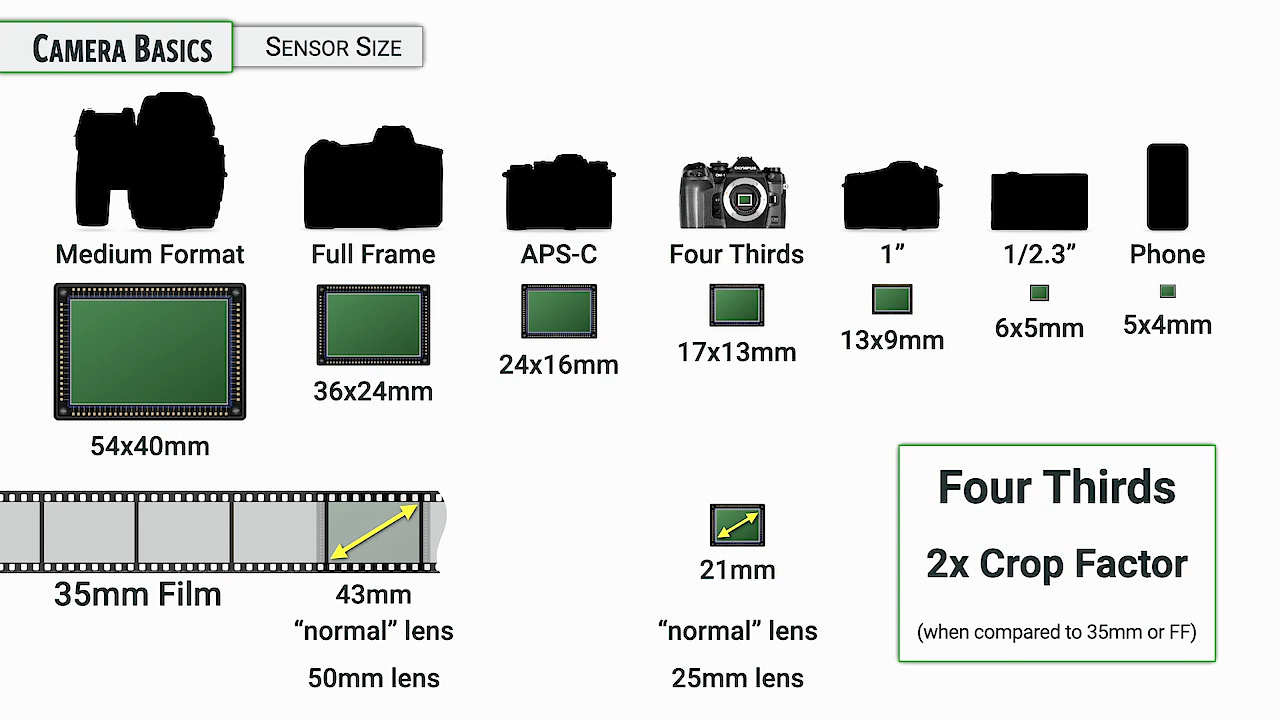 CAMERA BASICS
SENSOR SIZE
OLYMPUS
Medium Format
Full Frame
APS-C
Four Thirds
1”
1/2.3”
Phone
54x40mm
36x24mm
24x16mm
17x13mm
13x9mm
6x5mm
5x4mm
35mm Film
43mm
“normal” lens
50mm lens
21mm
“normal” lens
25mm lens
Four Thirds
2x Crop Factor
(when compared to 35mm or FF)